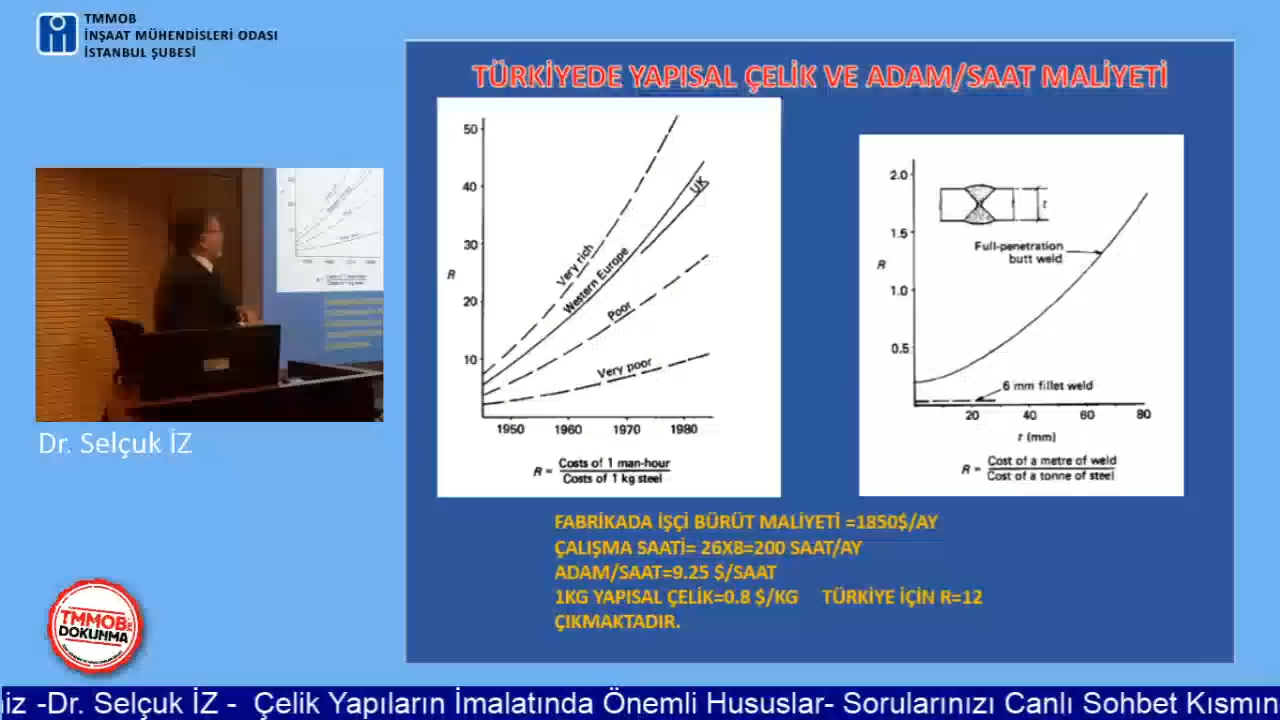 TMMOB
İNŞAAT MÜHENDİSLERİ ODASI
İSTANBUL ŞUBESİ
TÜRKİYEDE YAPISAL ÇELİK VE ADAM/SAAT MALİYETİ
50
40
30
20
10
R
Very rich
Western Europe
UK
Poor
Very poor
1950 1960 1970 1980
R = Costs of 1 man-hour
Costs of 1 kg steel
2.0
1.5
1.0
0.5
R
t
Full-penetration
butt weld
6 mm fillet weld
20 40 60 80
t (mm)
R = Cost of a metre of weld
Cost of a tonne of steel
FABRİKADA İŞÇİ BÜRÜT MALİYETİ =1850$/AY
ÇALIŞMA SAATİ= 26X8=200 SAAT/AY
ADAM/SAAT=9.25 $/SAAT
1KG YAPISAL ÇELİK=0.8 $/KG TÜRKİYE İÇİN R=12
ÇIKMAKTADIR.
Dr. Selçuk İZ
TMMOB
DOKUNMA
iz -Dr. Selçuk İZ - Çelik Yapıların İmalatında Önemli Hususlar- Sorularınızı Canlı Sohbet Kısmın